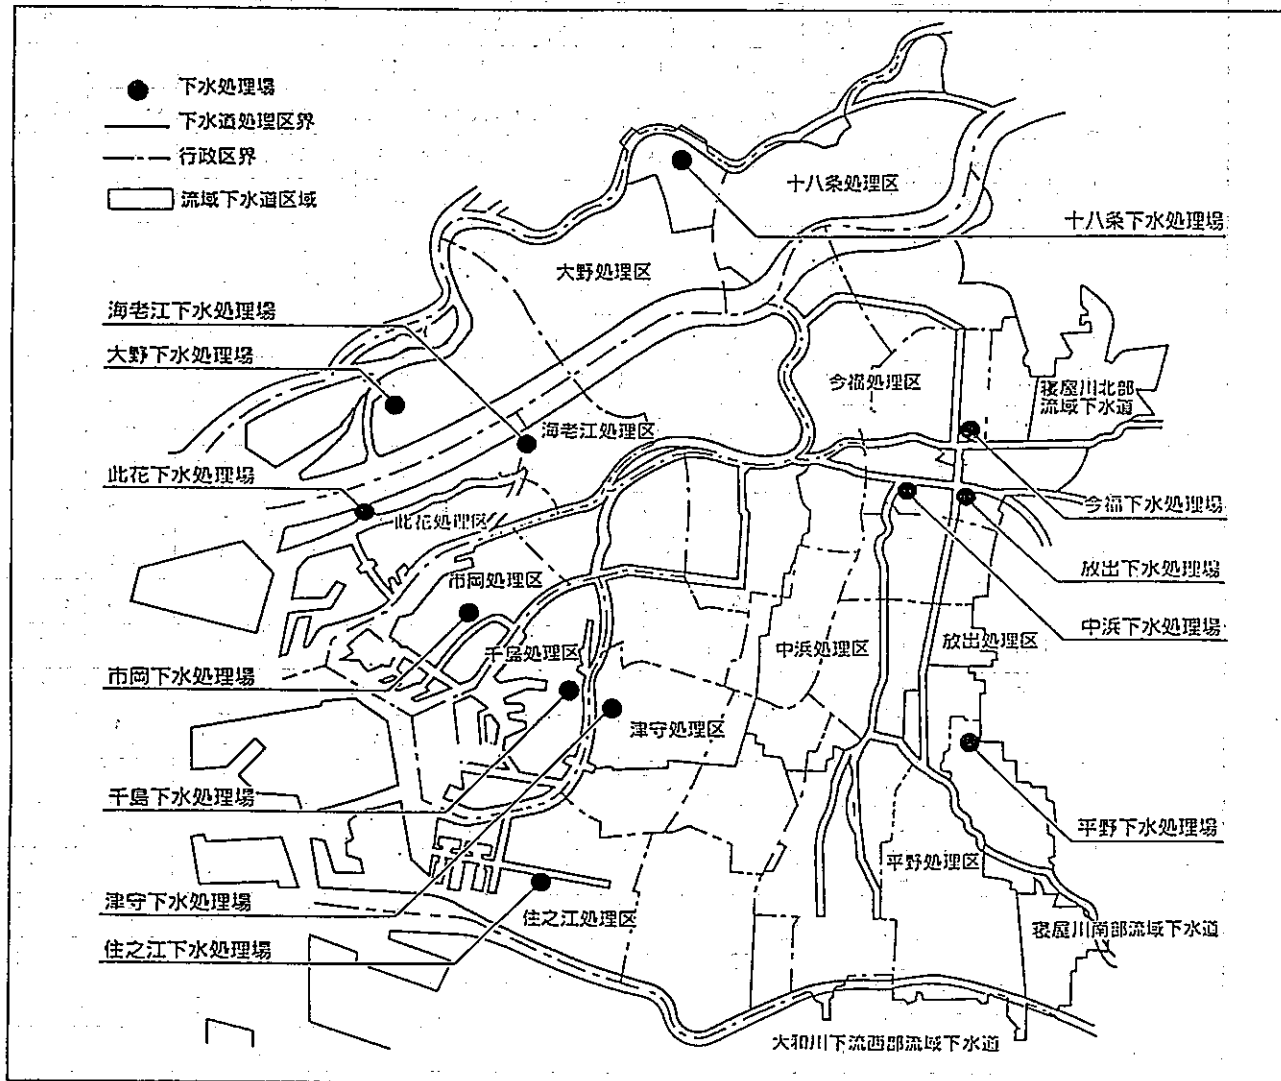 下水処理場
下水道処理区界
行政区界
流域下水道区域
十八条処理区
十八条下水処理場
大野処理区
海老江下水処理場
大野下水処理場
今福処理区
寝屋川北部
流域下水道
海老江処理区
此花下水処理場
此花処理区
今福下水処理場
放出下水処理場
市岡処理区
中浜下水処理場
千島処理区
中浜処理区
放出処理区
市岡下水処理場
津守処理区
千島下水処理場
平野下水処理場
平野処理区
津守下水処理場
住之江処理区
寝屋川南部流域下水道
住之江下水処理場
大和川下流西部流域下水道